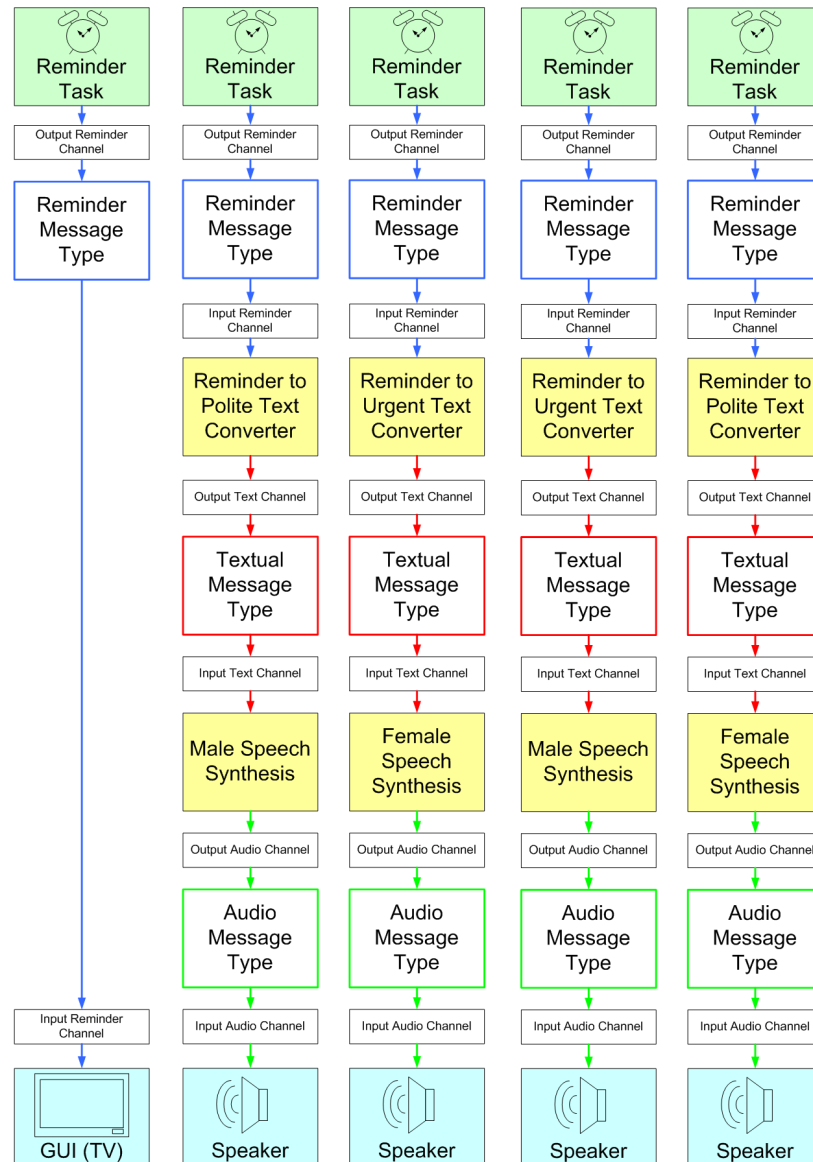 Reminder
Task
Output Reminder
Channel
Reminder
Message
Type
Input Reminder
Channel
GUI (TV)
Reminder
Task
Output Reminder
Channel
Reminder
Message
Type
Input Reminder
Channel
Reminder to
Polite Text
Converter
Output Text Channel
Textual
Message
Type
Input Text Channel
Male Speech
Synthesis
Output Audio Channel
Audio
Message
Type
Input Audio Channel
Speaker
Reminder
Task
Output Reminder
Channel
Reminder
Message
Type
Input Reminder
Channel
Reminder to
Urgent Text
Converter
Output Text Channel
Textual
Message
Type
Input Text Channel
Female
Speech
Synthesis
Output Audio Channel
Audio
Message
Type
Input Audio Channel
Speaker
Reminder
Task
Output Reminder
Channel
Reminder
Message
Type
Input Reminder
Channel
Reminder to
Urgent Text
Converter
Output Text Channel
Textual
Message
Type
Input Text Channel
Male Speech
Synthesis
Output Audio Channel
Audio
Message
Type
Input Audio Channel
Speaker
Reminder
Task
Output Reminder
Channel
Reminder
Message
Type
Input Reminder
Channel
Reminder to
Polite Text
Converter
Output Text Channel
Textual
Message
Type
Input Text Channel
Female
Speech
Synthesis
Output Audio Channel
Audio
Message
Type
Input Audio Channel
Speaker